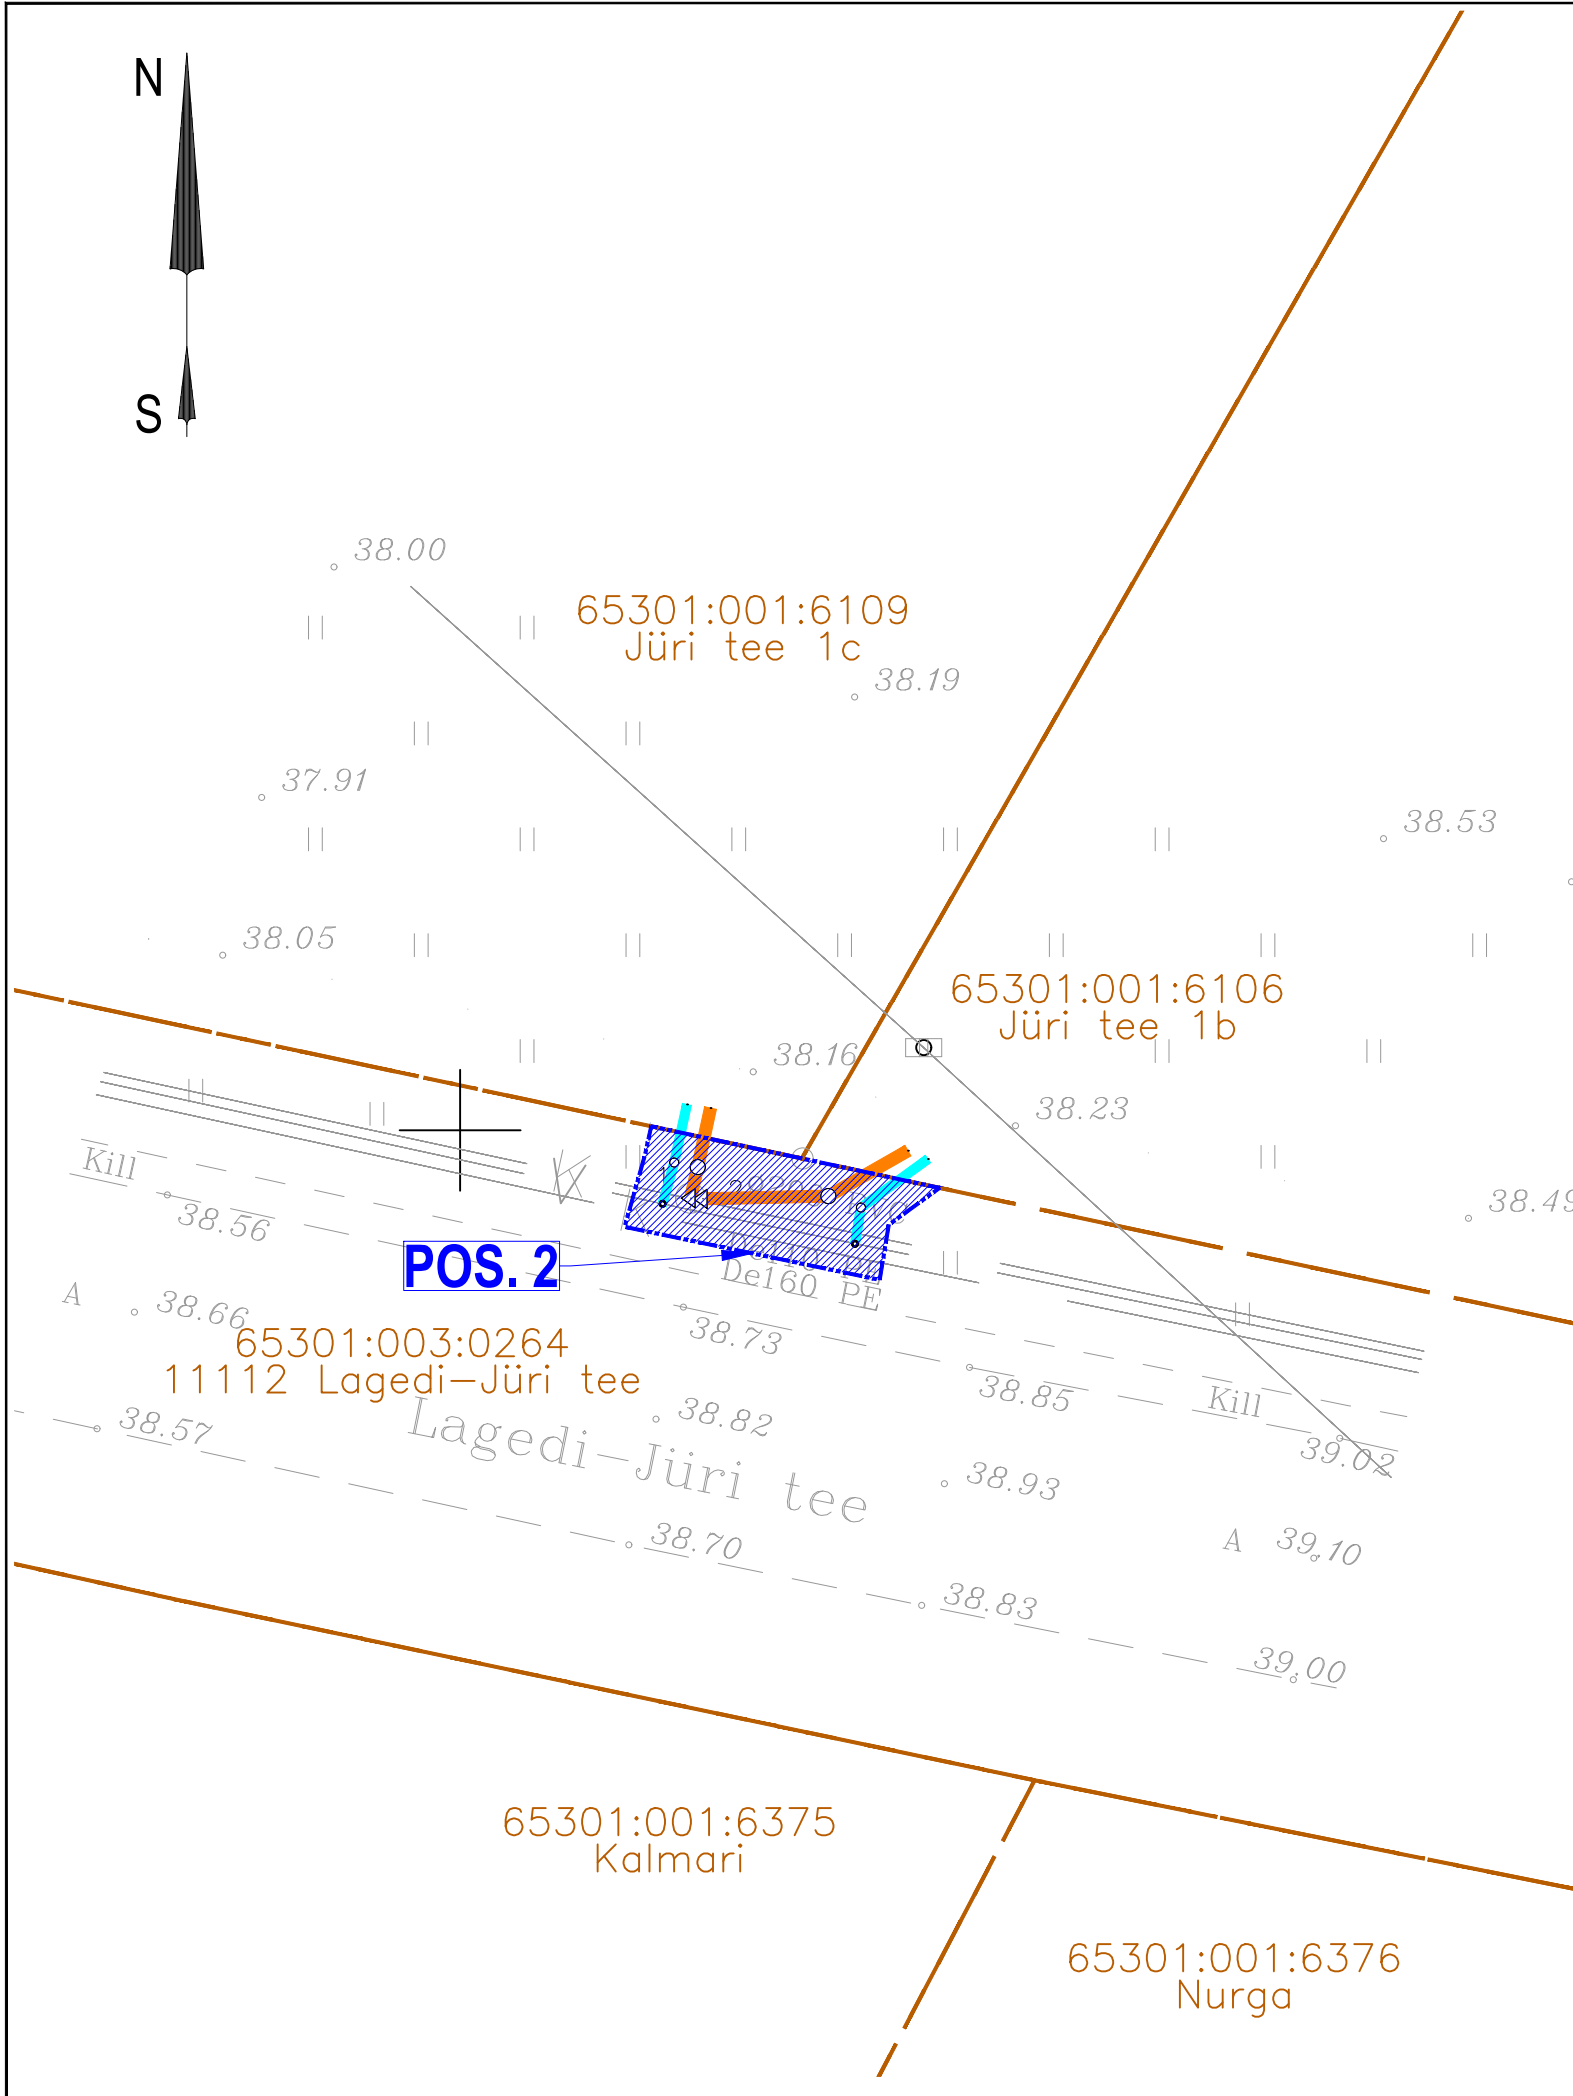 N
S
38.00
65301:001:6109
Jüri tee 1c
38.19
37.91
38.53
38.05
65301:001:6106
Jüri tee 1b
38.16
38.23
Kill
38.49
38.56
POS. 2
De160 PE
A
38.66
38.73
65301:003:0264
11112 Lagedi-Jüri tee
38.85
Kill
38.57
38.82
Lagedi-Jüri tee
39.02
38.93
38.70
A
39.10
38.83
39.00
65301:001:6375
Kalmari
65301:001:6376
Nurga